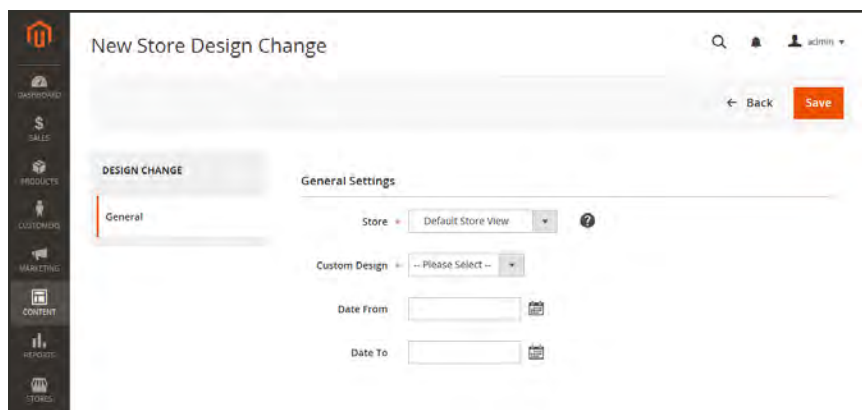 New Store Design Change
admin
DASHBOARD
← Back
Save
$
SALES
PRODUCTS
DESIGN CHANGE
General Settings
General
Store *
Default Store View
?
CUSTOMERS
MARKETING
Custom Design *
-- Please Select --
CONTENT
Date From
REPORTS
Date To
STORES